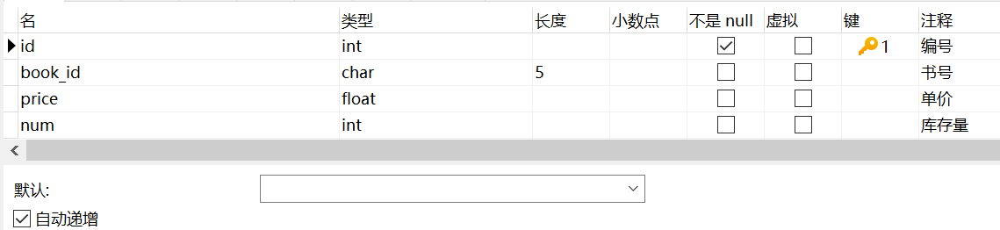 名 类型 长度 小数点 不是 null 虚拟 键 注释
id int 1 编号
book_id char 5 书号
price float 单价
num int 库存量
默认:
自动递增